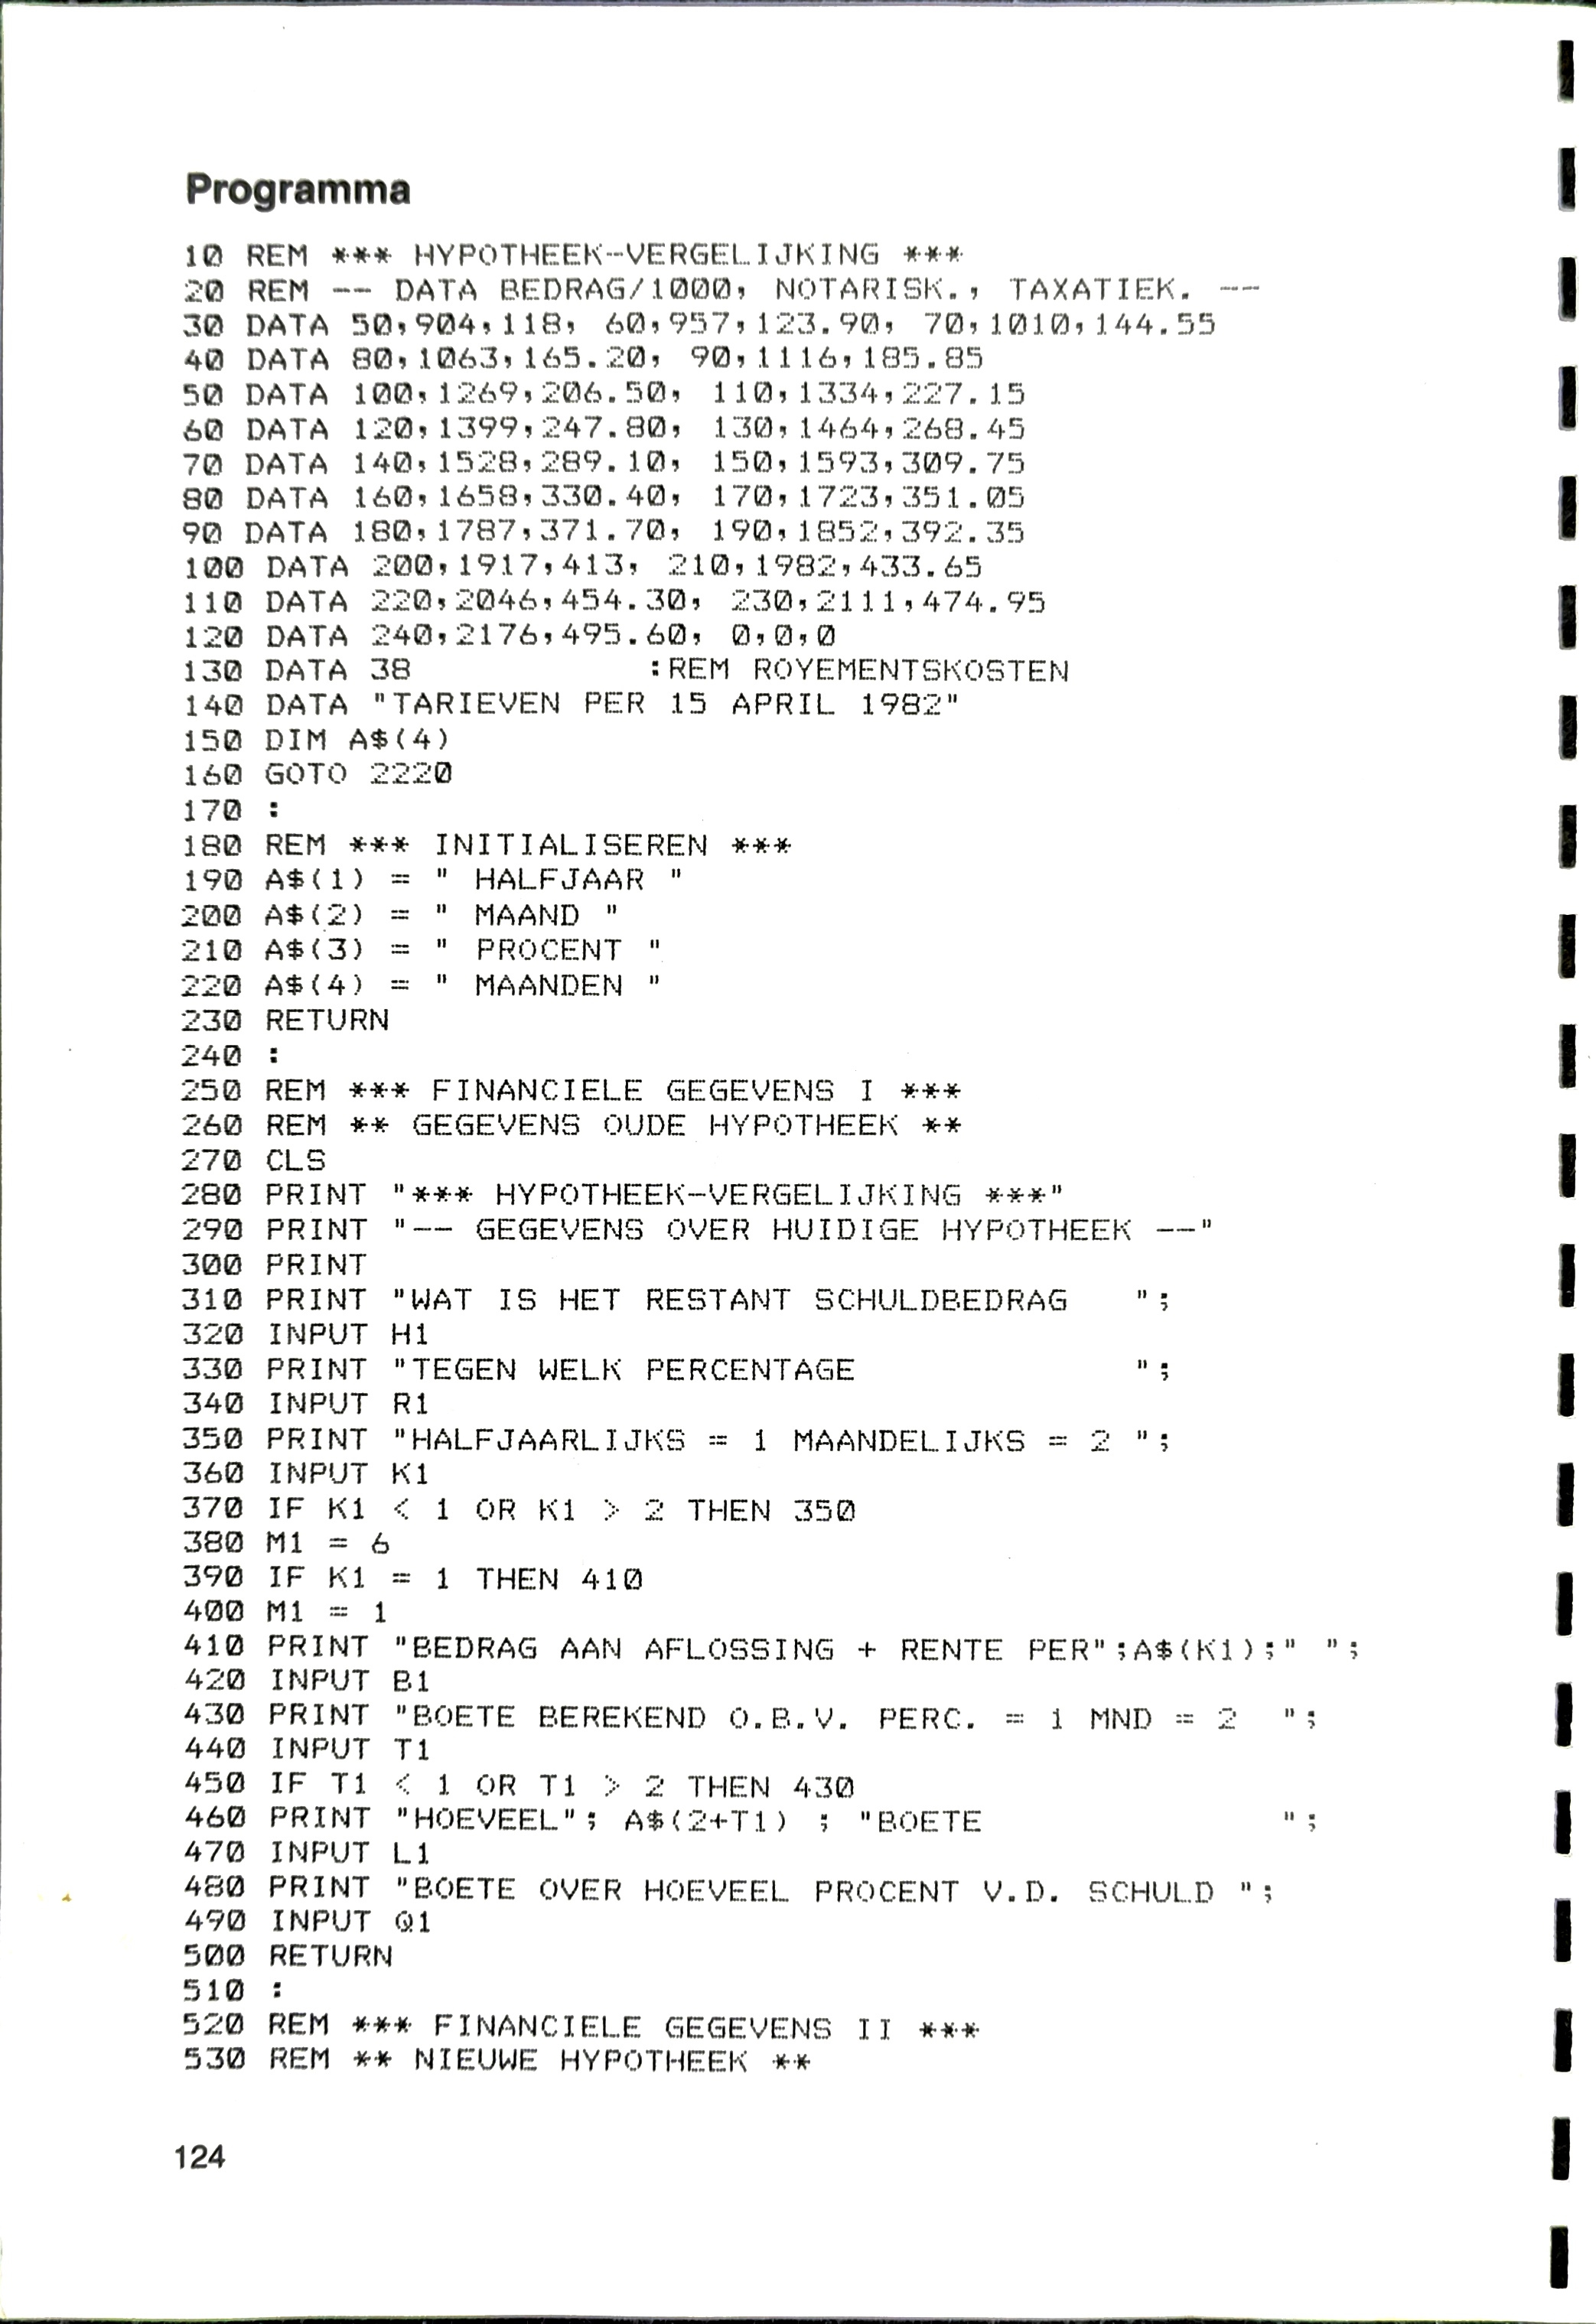 Programma
10 REM *** HYPOTHEEK-VERGELIJKING ***
20 REM -- DATA BEDRAG/1000, NOTARISK., TAXATIEK. --
30 DATA 50,904,118, 60,957,123.90, 70,1010,144.55
40 DATA 80,1063,165.20, 90,1116,185.85
50 DATA 100,1269,206.50, 110,1334,227.15
60 DATA 120,1399,247.80, 130,1464,268.45
70 DATA 140,1528,289.10, 150,1593,309.75
80 DATA 160,1658,330.40, 170,1723,351.05
90 DATA 180,1787,371.70, 190,1852,392.35
100 DATA 200,1917,413, 210,1982,433.65
110 DATA 220,2046,454.30, 230,2111,474.95
120 DATA 240,2176,495.60, 0,0,0
130 DATA 38            :REM ROYEMENTSKOSTEN
140 DATA "TARIEVEN PER 15 APRIL 1982"
150 DIM A$(4)
160 GOTO 2220
170 :
180 REM *** INITIALISEREN ***
190 A$(1) = " HALFJAAR "
200 A$(2) = " MAAND "
210 A$(3) = " PROCENT "
220 A$(4) = " MAANDEN "
230 RETURN
240 :
250 REM *** FINANCIELE GEGEVENS I ***
260 REM ** GEGEVENS OUDE HYPOTHEEK **
270 CLS
280 PRINT "*** HYPOTHEEK-VERGELIJKING ***"
290 PRINT "-- GEGEVENS OVER HUIDIGE HYPOTHEEK --"
300 PRINT
310 PRINT "WAT IS HET RESTANT SCHULDBEDRAG   ";
320 INPUT H1
330 PRINT "TEGEN WELK PERCENTAGE             ";
340 INPUT R1
350 PRINT "HALFJAARLIJKS = 1 MAANDELIJKS = 2 ";
360 INPUT K1
370 IF K1 < 1 OR K1 > 2 THEN 350
380 M1 = 6
390 IF K1 = 1 THEN 410
400 M1 = 1
410 PRINT "BEDRAG AAN AFLOSSING + RENTE PER";A$(K1);" ";
420 INPUT B1
430 PRINT "BOETE BEREKEND O.B.V. PERC. = 1 MND = 2  ";
440 INPUT T1
450 IF T1 < 1 OR T1 > 2 THEN 430
460 PRINT "HOEVEEL"; A$(2+T1) ; "BOETE              ";
470 INPUT L1
480 PRINT "BOETE OVER HOEVEEL PROCENT V.D. SCHULD ";
490 INPUT Q1
500 RETURN
510 :
520 REM *** FINANCIELE GEGEVENS II ***
530 REM ** NIEUWE HYPOTHEEK **
124